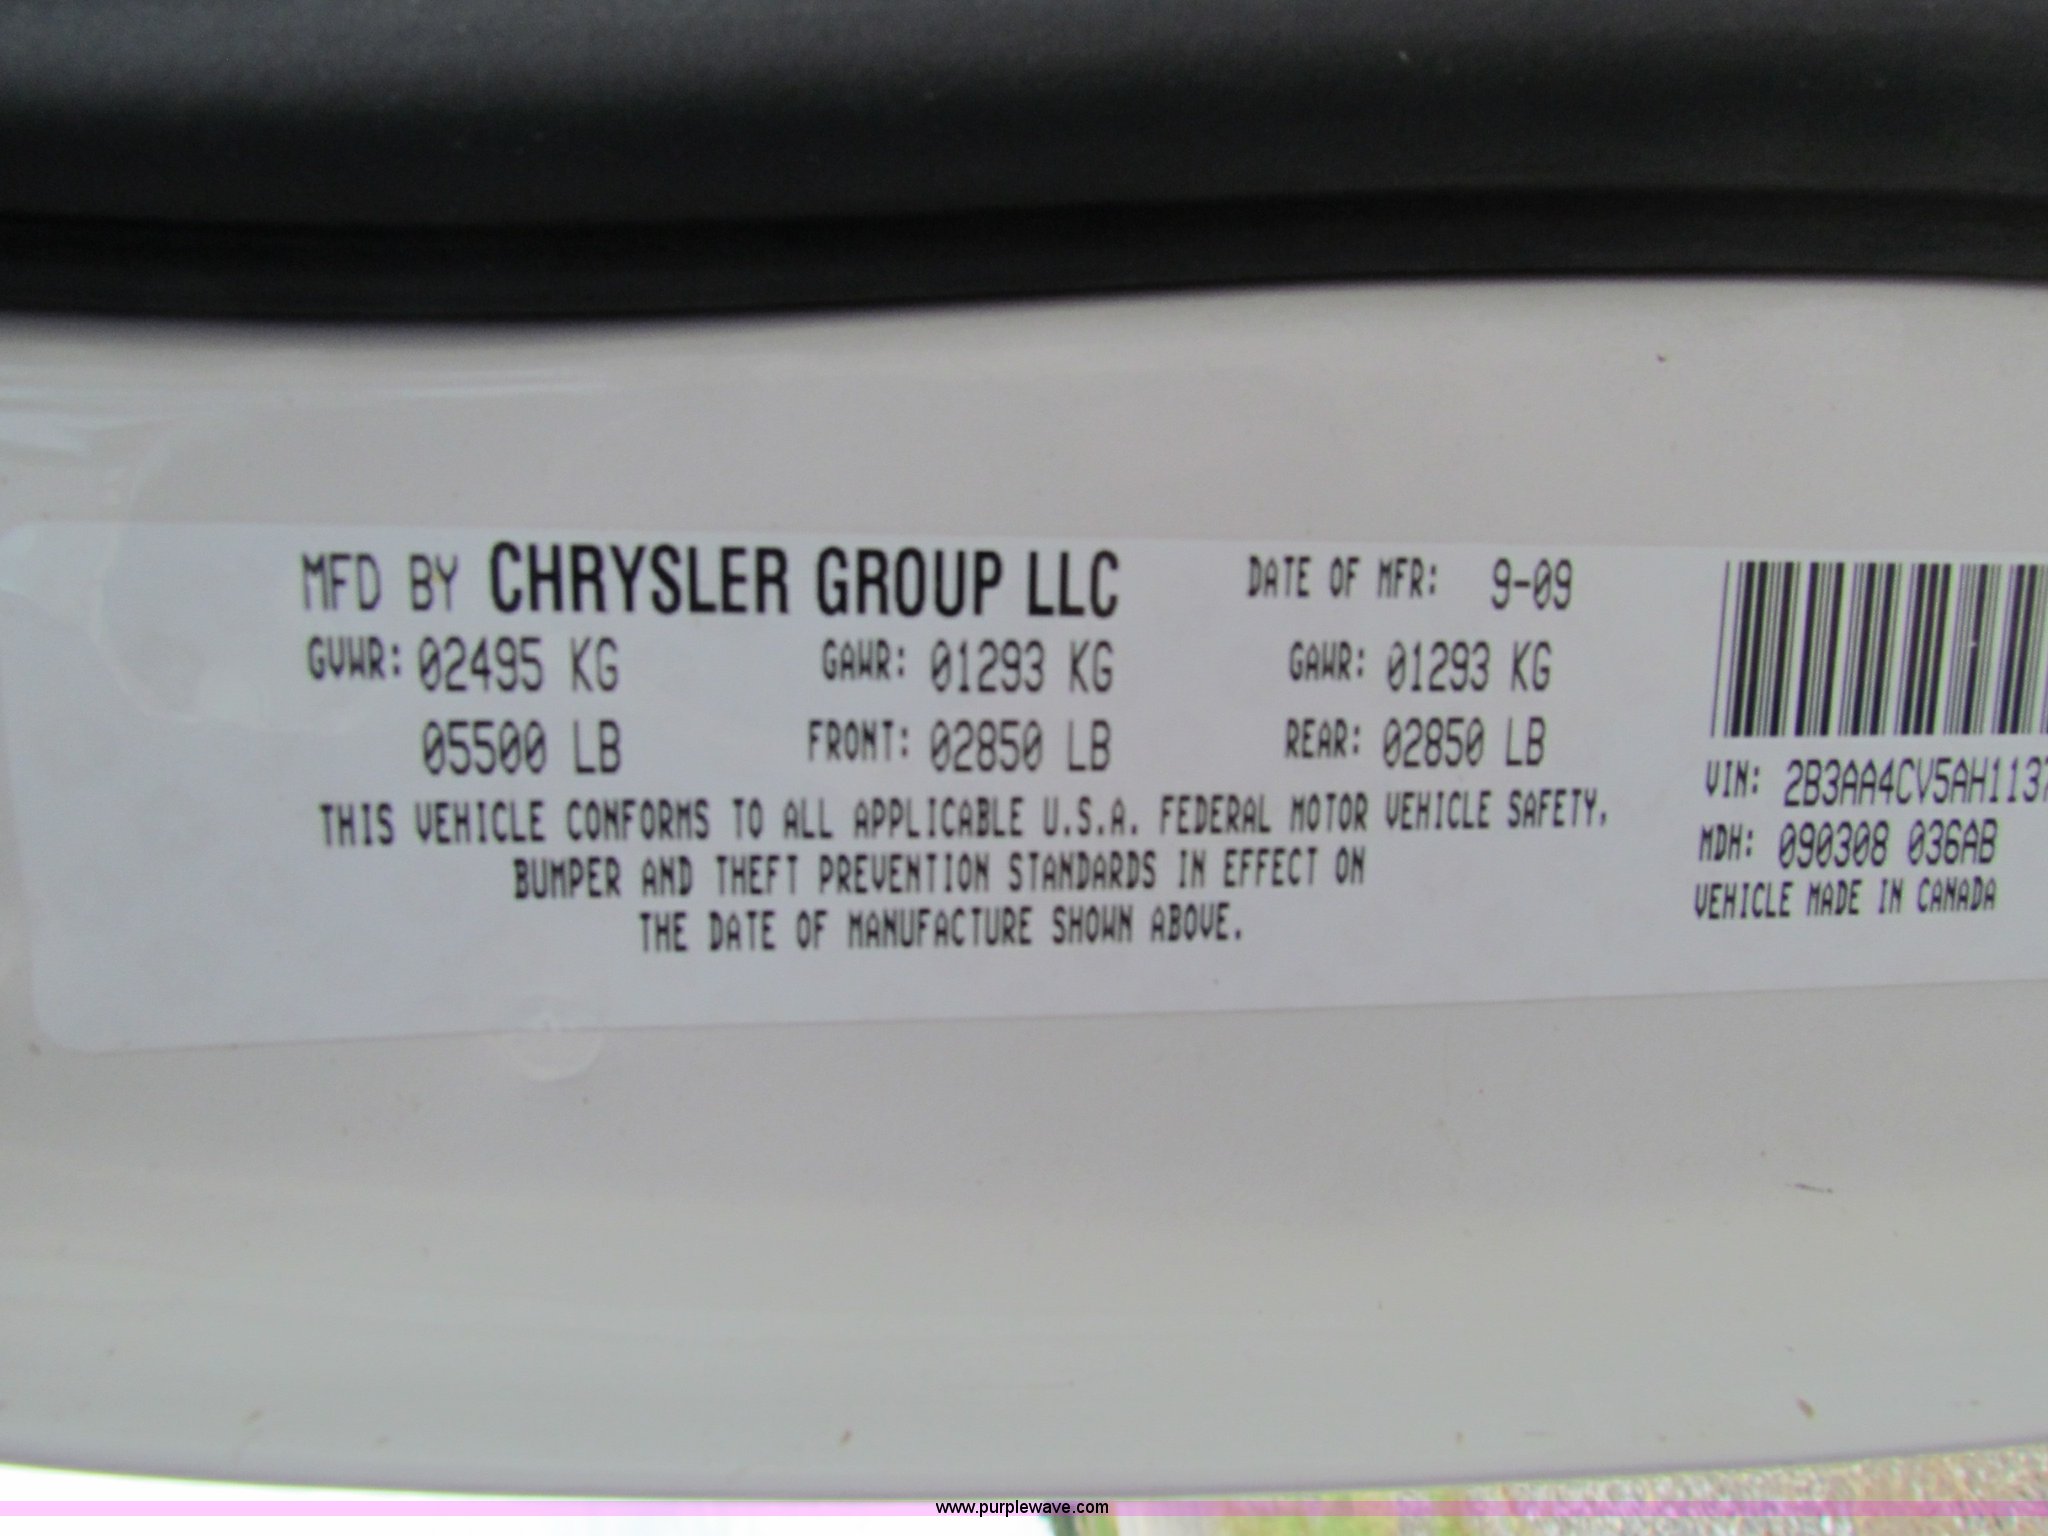 MFD BY CHRYSLER GROUP LLC DATE OF MFR: 9-09
GVWR: 02495 KG GAWR: 01293 KG GAWR: 01293 KG
05500 LB FRONT: 02850 LB REAR: 02850 LB
THIS VEHICLE CONFORMS TO ALL APPLICABLE U.S.A. FEDERAL MOTOR VEHICLE SAFETY,
BUMPER AND THEFT PREVENTION STANDARDS IN EFFECT ON
THE DATE OF MANUFACTURE SHOWN ABOVE.
VIN: 2B3AA4CV5AH1137
MDH: 090308 036AB
VEHICLE MADE IN CANADA
www.purplewave.com